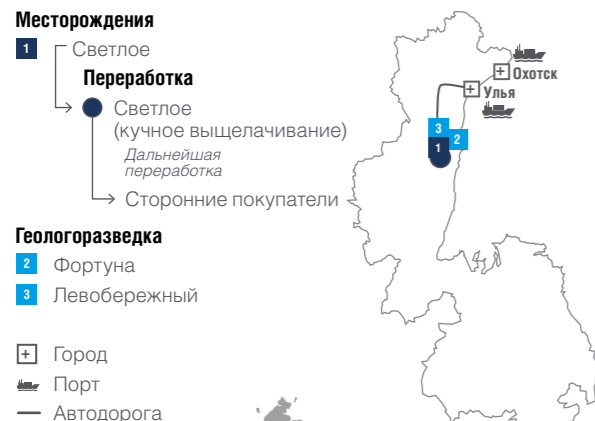 Месторождения
1 Светлое
Переработка
Светлое
(кучное выщелачивание)
Дальнейшая
переработка
Сторонние покупатели
Геологоразведка
2 Фортуна
3 Левобережный
Город
Порт
Автодорога
Охотск
Улья
3
2
1